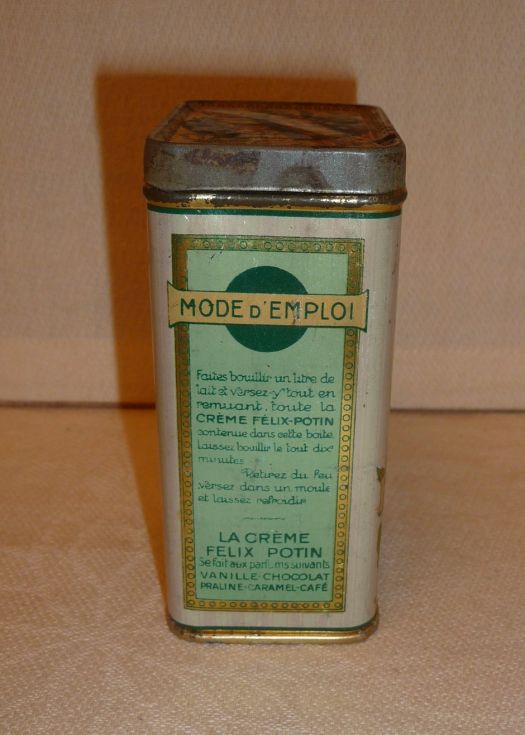 MODE D'EMPLOI
Faites bouillir un litre de
lait et versez-y tout en
remuant, toute la
CRÈME FÉLIX-POTIN
contenue dans cette boite
Laissez bouillir le tout dix
minutes
Retirez du feu
versez dans un moule
et laissez refroidir
LA CRÈME
FELIX POTIN
Se fait aux parfums suivants
VANILLE-CHOCOLAT
PRALINE-CARAMEL-CAFÉ